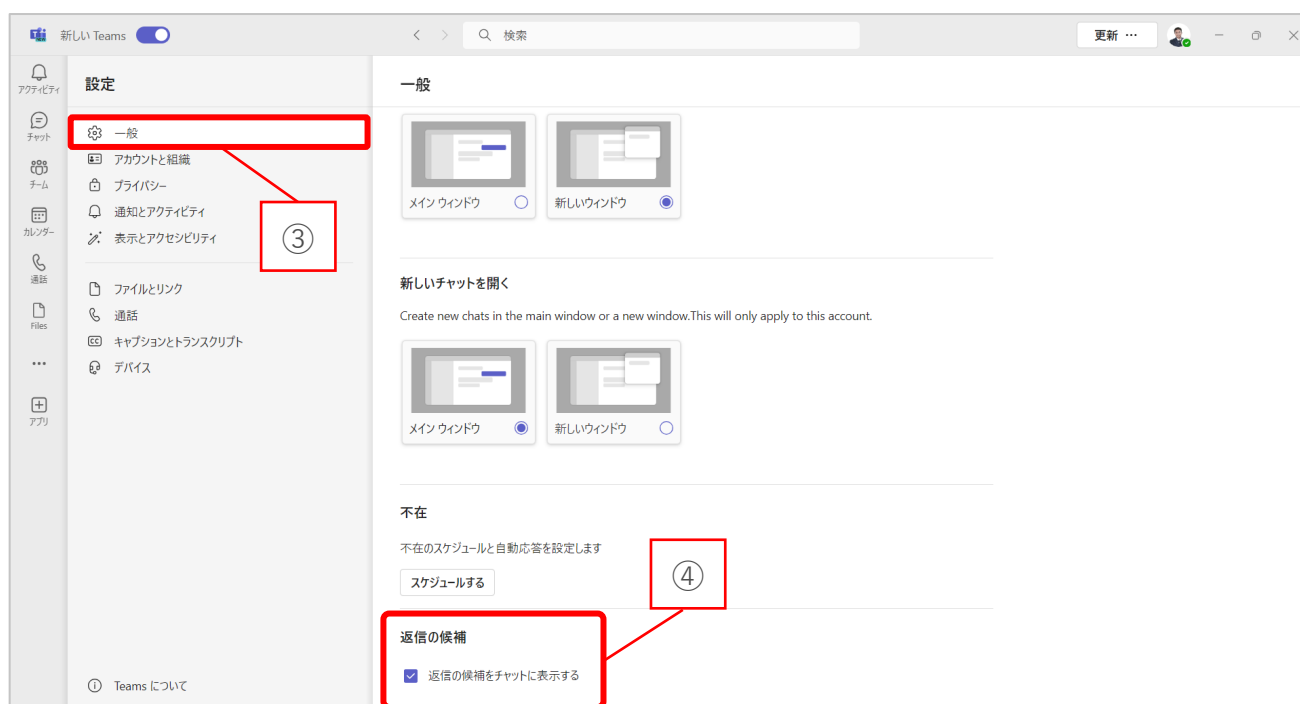 新しい Teams
検索
更新 …
アクティビティ
チャット
チーム
カレンダー
通話
Files
アプリ
設定
一般
アカウントと組織
プライバシー
通知とアクティビティ
表示とアクセシビリティ
③
ファイルとリンク
通話
キャプションとトランスクリプト
デバイス
Teams について
一般
メイン ウィンドウ
新しいウィンドウ
新しいチャットを開く
Create new chats in the main window or a new window.This will only apply to this account.
メイン ウィンドウ
新しいウィンドウ
不在
不在のスケジュールと自動応答を設定します
スケジュールする
④
返信の候補
返信の候補をチャットに表示する